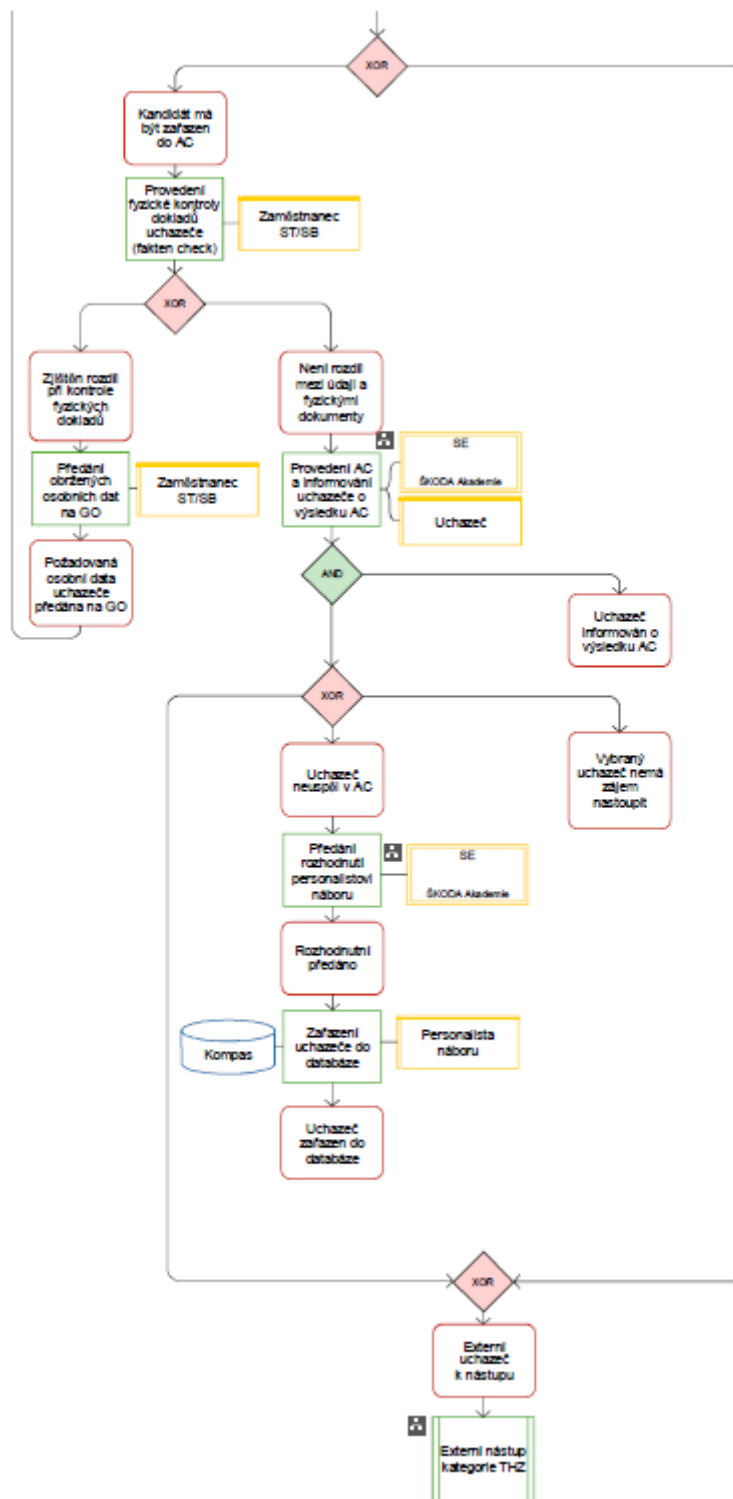 XOR
Kandidát má
být zařazen
do AC
Provedení
fyzické kontroly
dokladů
uchazeče
(fakten check)
Zaměstnanec
ST/SB
XOR
Zjištěn rozdíl
při kontrole
fyzických
dokladů
Není rozdíl
mezi údaji a
fyzickými
dokumenty
Předání
obržených
osobních dat
na GO
Zaměstnanec
ST/SB
Provedení AC
a informování
uchazeče o
výsledku AC
SE
ŠKODA Akademie
Uchazeč
Požadovaná
osobní data
uchazeče
předána na GO
AND
Uchazeč
informován o
výsledku AC
XOR
Uchazeč
neuspěl v AC
Vybraný
uchazeč nemá
zájem
nastoupit
Předání
rozhodnutí
personalistovi
náboru
SE
ŠKODA Akademie
Rozhodnutní
předáno
Kompas
Zařazení
uchazeče do
databáze
Personalista
náboru
Uchazeč
zařazen do
databáze
XOR
Externí
uchazeč
k nástupu
Externí nástup
kategorie THZ